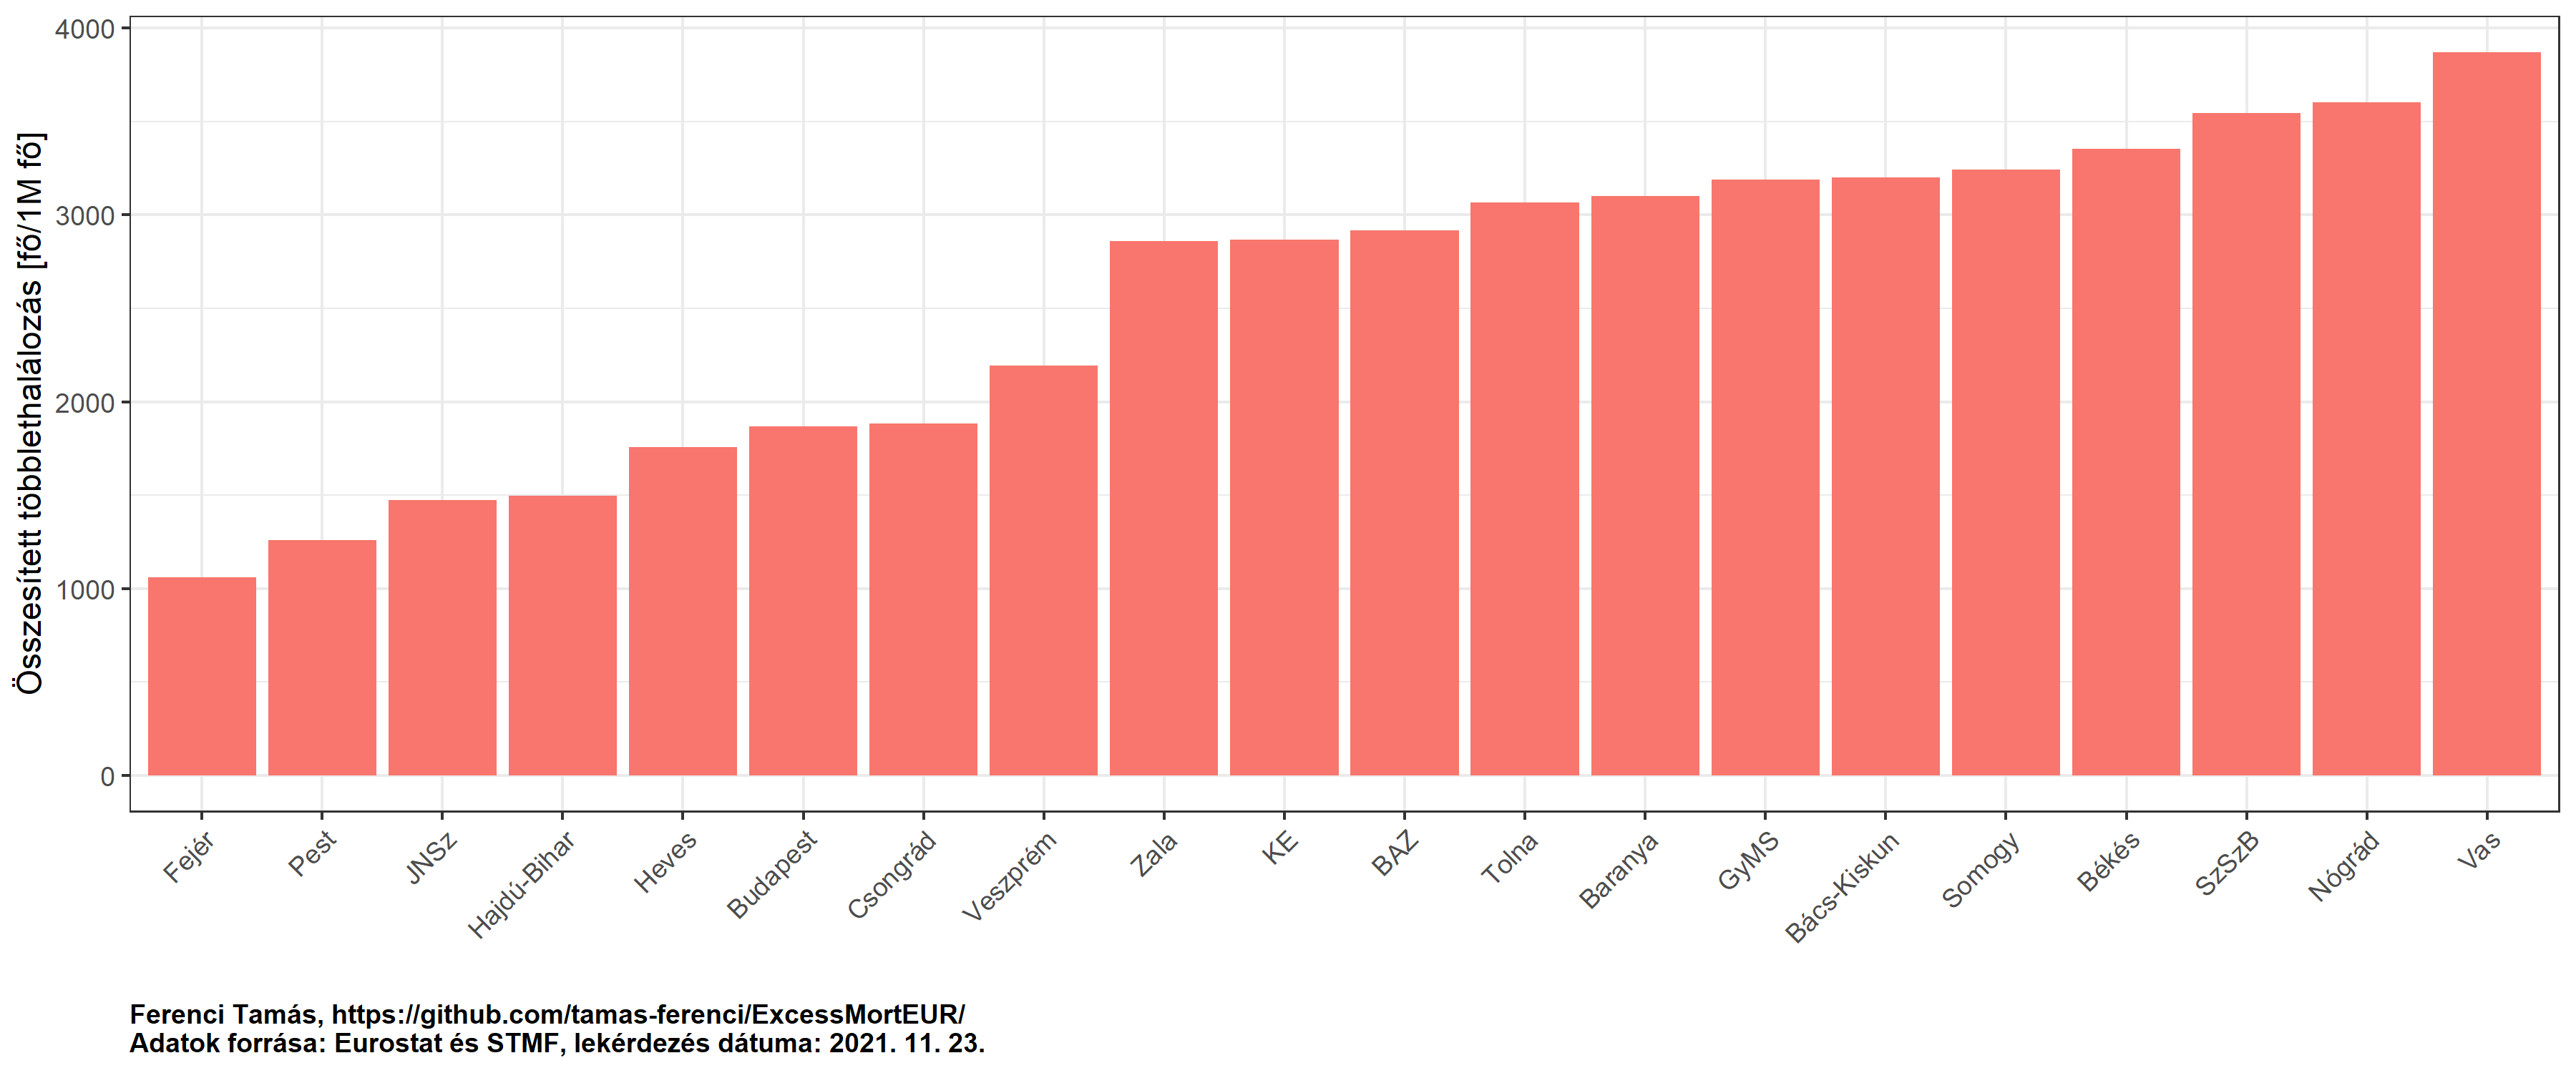 Összesített többlethalálozás [fő/1M fő]
4000
3000
2000
1000
0
Fejér
Pest
JNSz
Hajdú-Bihar
Heves
Budapest
Csongrád
Veszprém
Zala
KE
BAZ
Tolna
Baranya
GyMS
Bács-Kiskun
Somogy
Békés
SzSzB
Nógrád
Vas
Ferenci Tamás, https://github.com/tamas-ferenci/ExcessMortEUR/
Adatok forrása: Eurostat és STMF, lekérdezés dátuma: 2021. 11. 23.